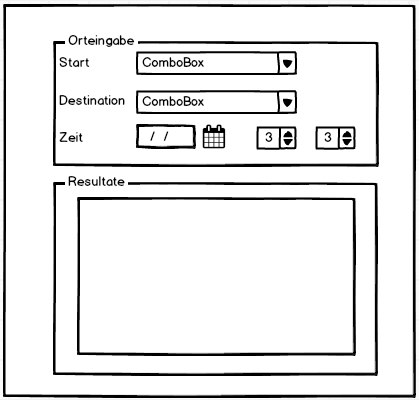 Orteingabe
Start ComboBox
Destination ComboBox
Zeit / / 3 3
Resultate